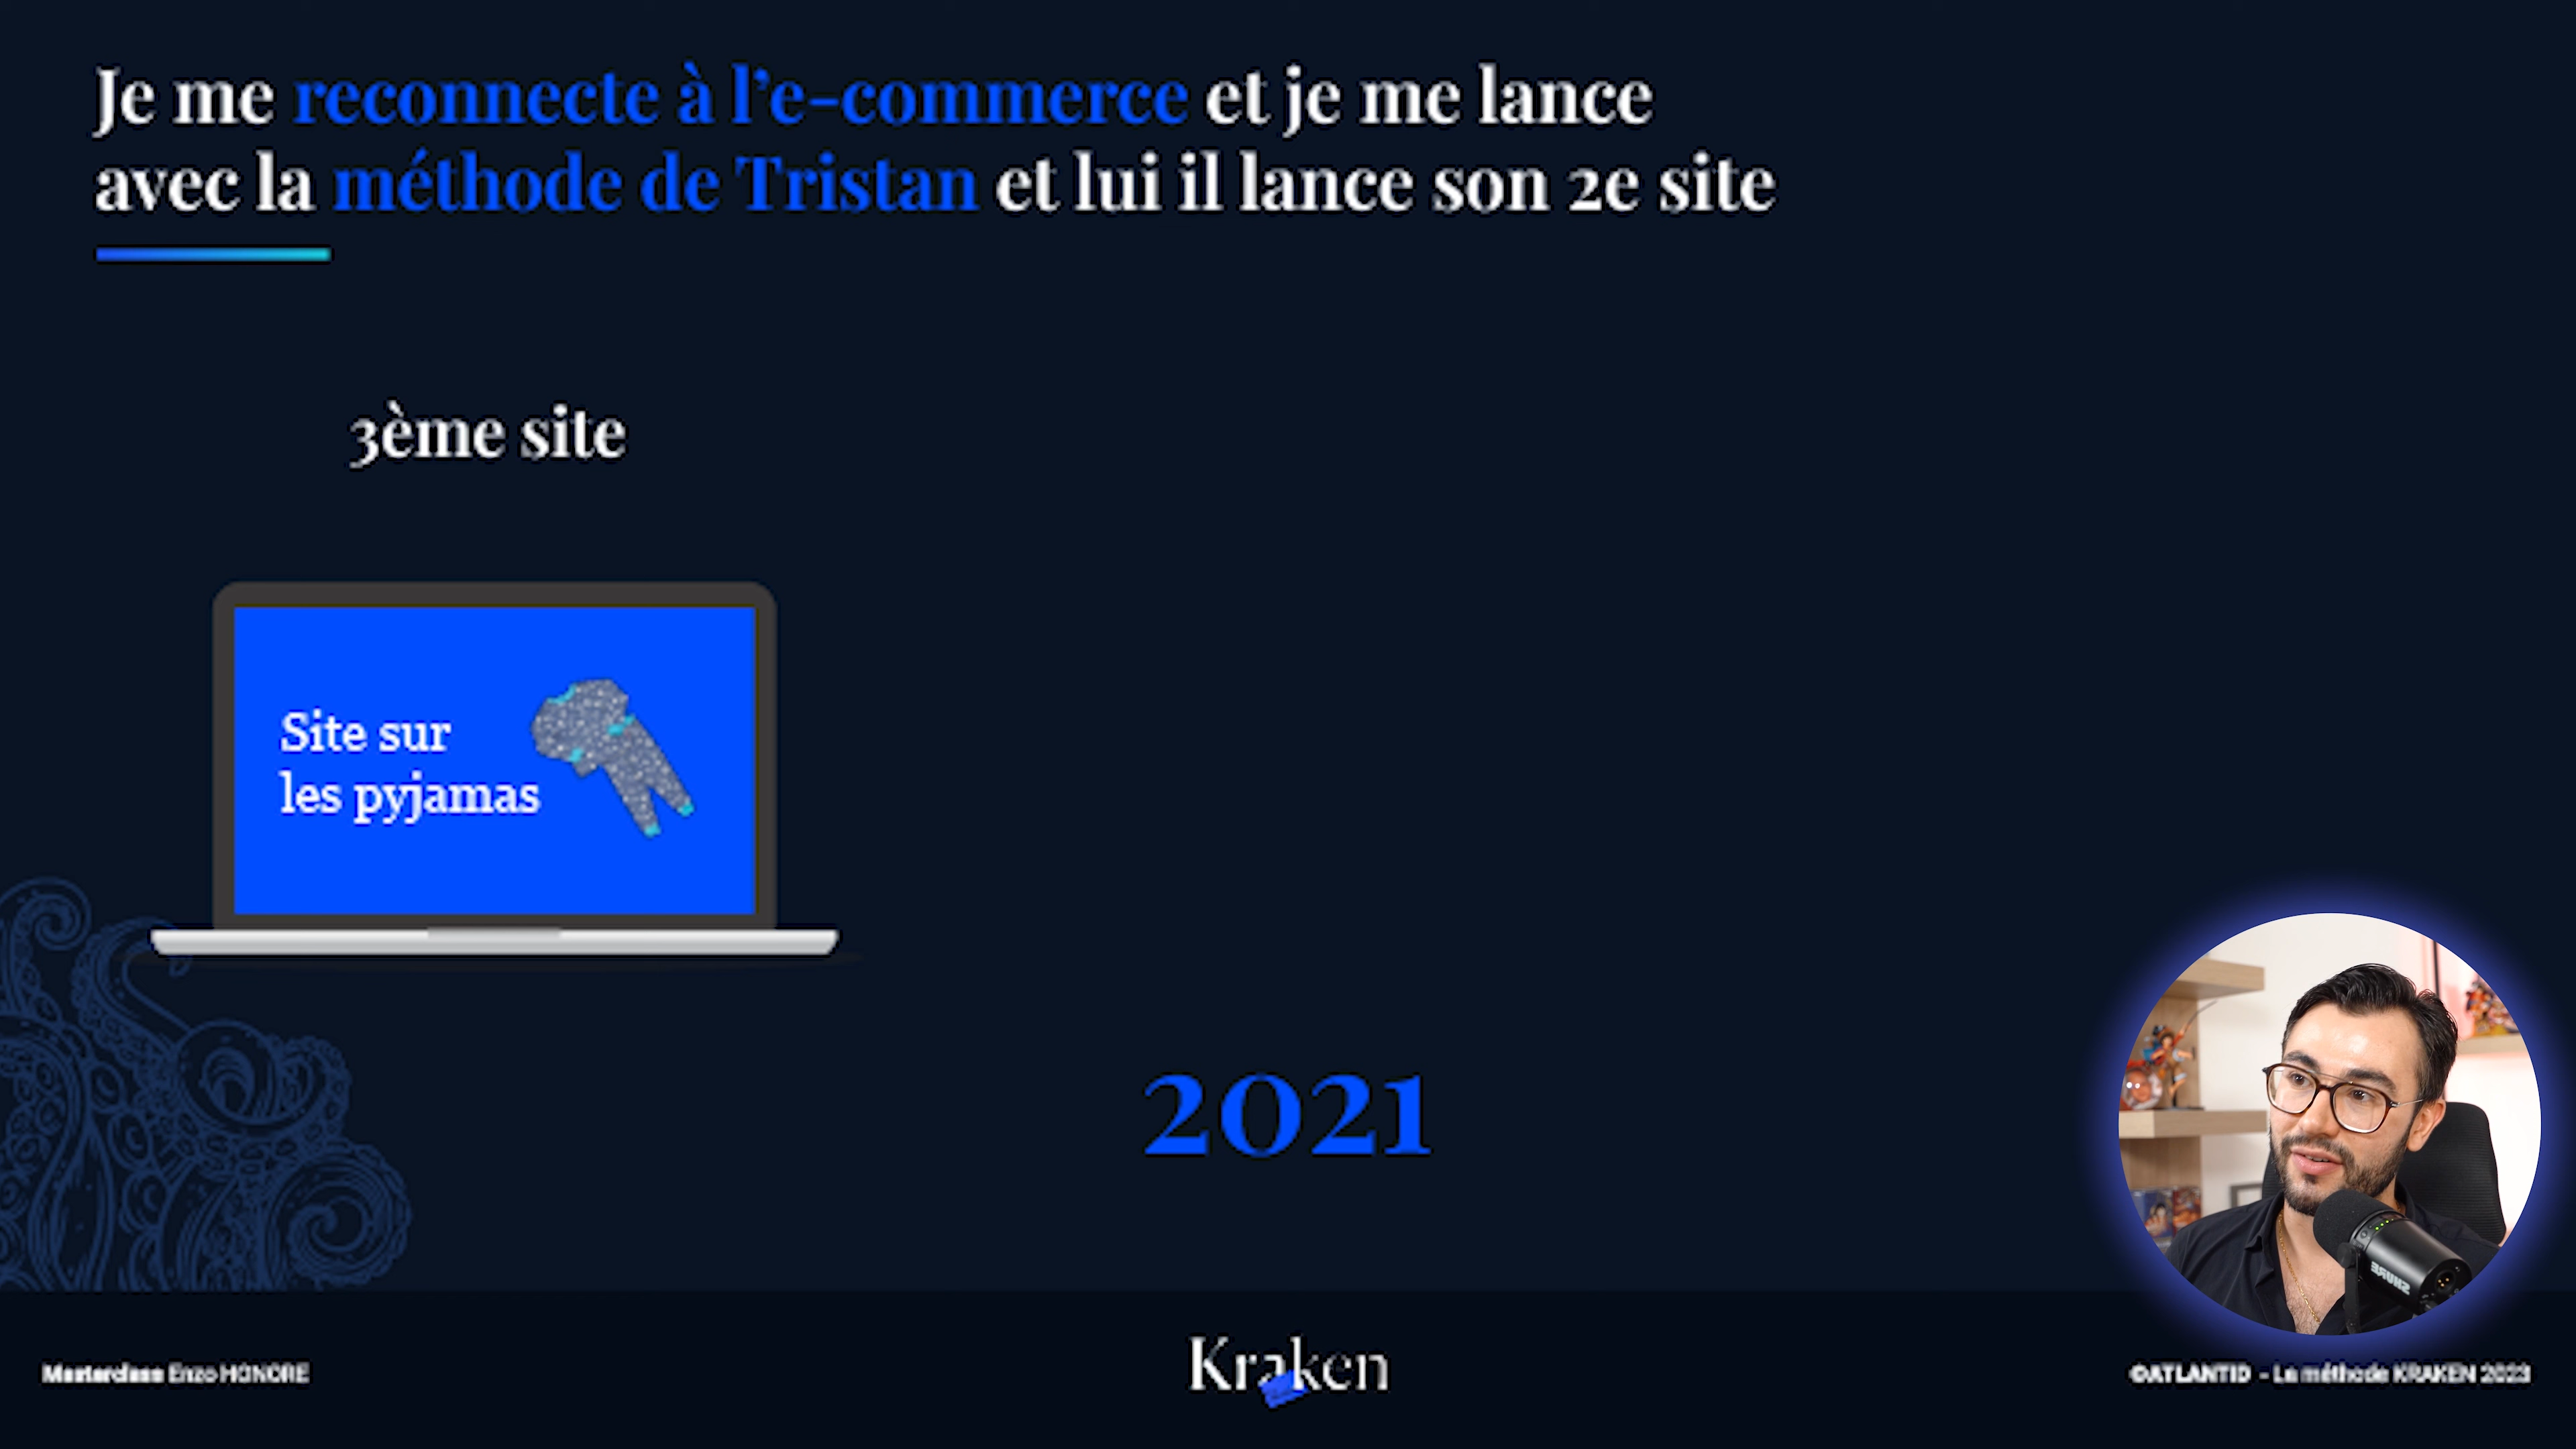 Je me reconnecte à l'e-commerce et je me lance
avec la méthode de Tristan et lui il lance son 2e site
3ème site
Site sur
les pyjamas
2021
SHURE
Masterclass Enzo HONORE
Kraken
©ATLANTID - La méthode KRAKEN 2023